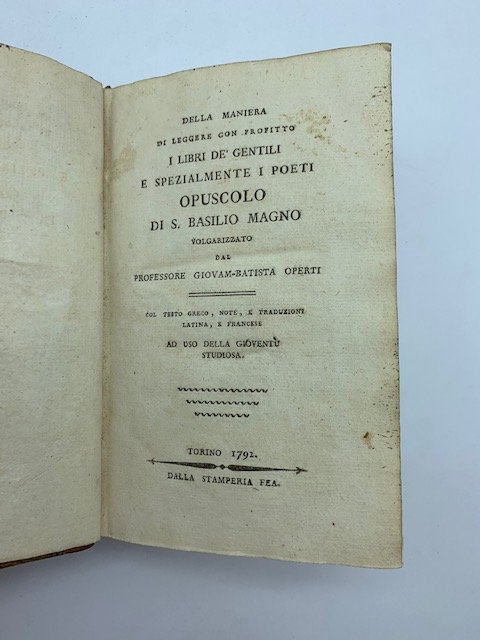 DELLA MANIERA
DI LEGGERE CON PROFITTO
I LIBRI DE' GENTILI
E SPEZIALMENTE I POETI
OPUSCOLO
DI S. BASILIO MAGNO
VOLGARIZZATO
DAL
PROFESSORE GIOVAM-BATISTA OPERTI
COL TESTO GRECO, NOTE, E TRADUZIONI
LATINA, E FRANCESE
AD USO DELLA GIOVENTÙ
STUDIOSA.
TORINO 1792.
DALLA STAMPERIA FEA.